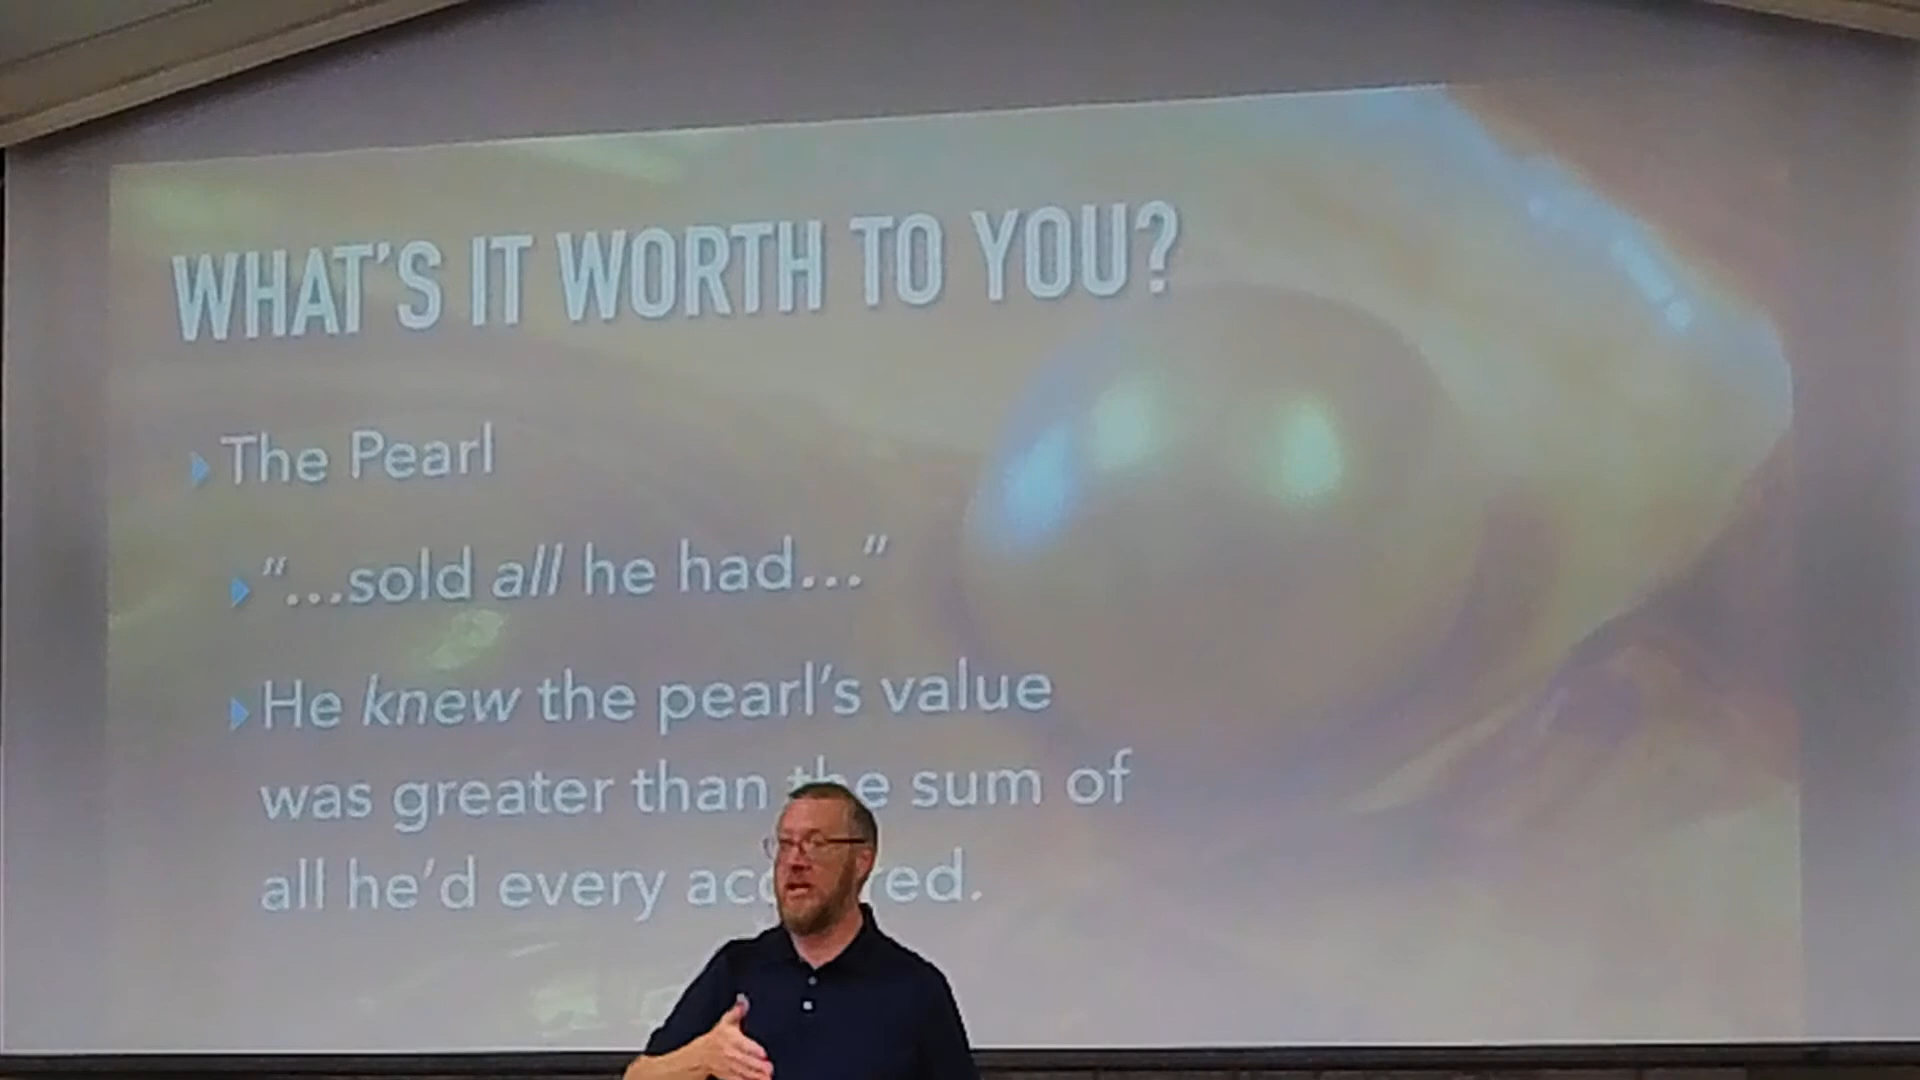 WHAT'S IT WORTH TO YOU?
The Pearl
"...sold all he had..."
He knew the pearl's value
was greater than the sum of
all he'd every